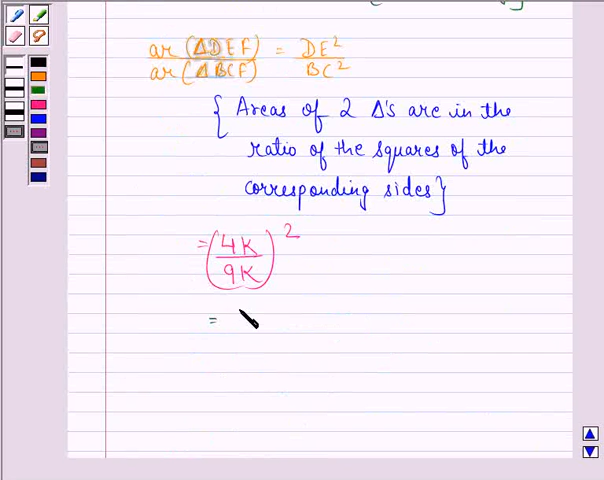 ar (ΔDEF) / ar (ΔBCF) = DE² / BC²
{ Areas of 2 Δ's are in the
ratio of the squares of the
corresponding sides }
= (4K / 9K)²
=